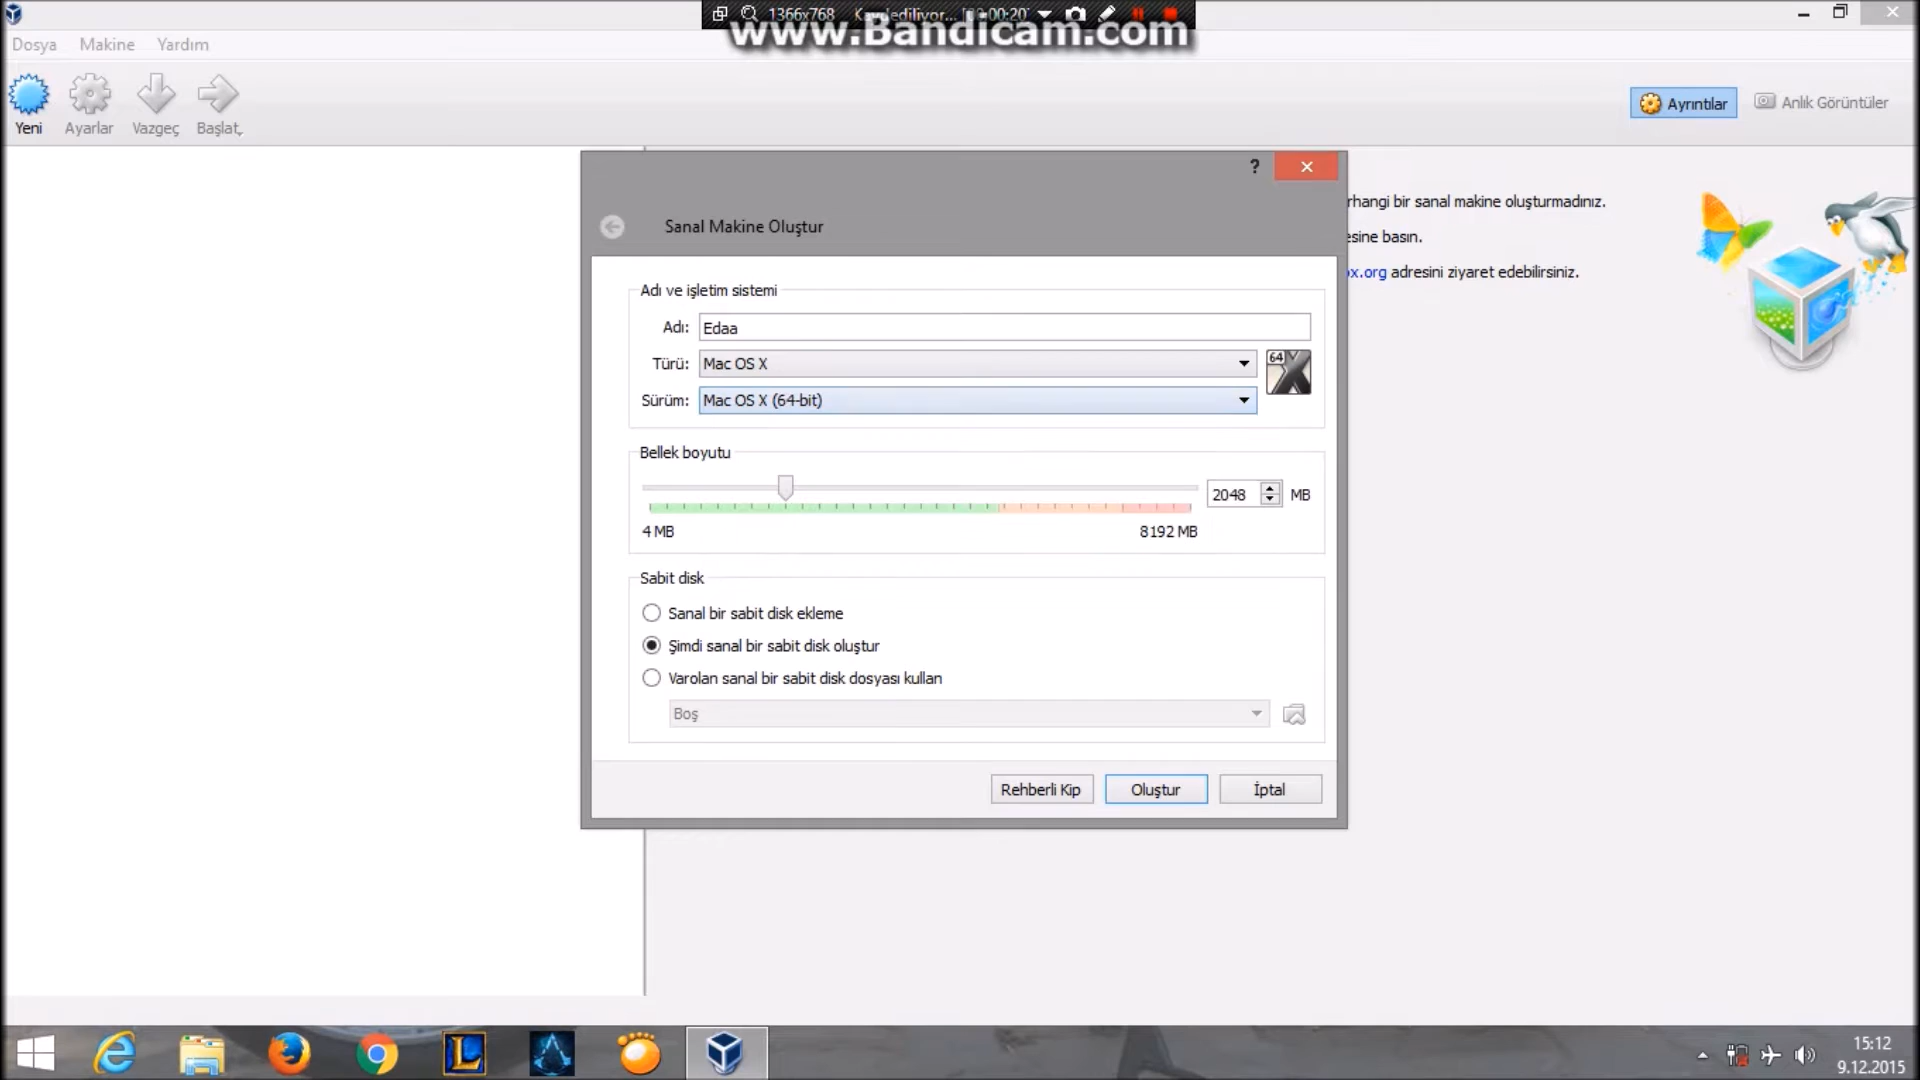 1366x768 Kaydediliyor... [00:00:20]
www.Bandicam.com
Dosya Makine Yardım
Yeni Ayarlar Vazgeç Başlat
Ayrıntılar Anlık Görüntüler
?
Sanal Makine Oluştur
rhangi bir sanal makine oluşturmadınız.
esine basın.
ox.org adresini ziyaret edebilirsiniz.
Adı ve işletim sistemi
Adı: Edaa
Türü: Mac OS X
64
Sürüm: Mac OS X (64-bit)
Bellek boyutu
2048 MB
4 MB 8192 MB
Sabit disk
Sanal bir sabit disk ekleme
Şimdi sanal bir sabit disk oluştur
Varolan sanal bir sabit disk dosyası kullan
Boş
Rehberli Kip Oluştur İptal
15:12
9.12.2015